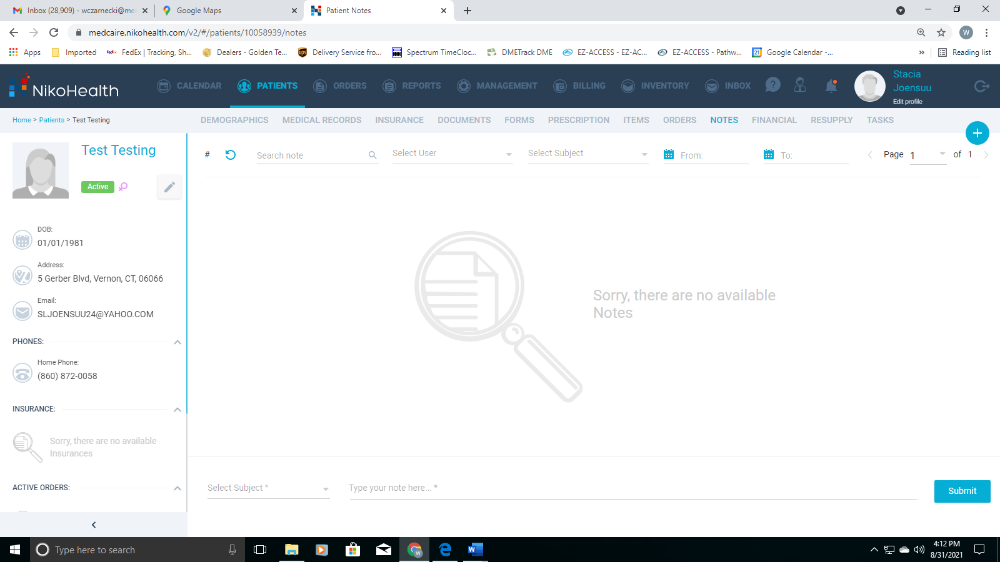 Inbox (28,909) - wczarnecki@me
Google Maps
Patient Notes
medcaire.nikohealth.com/v2/#/patients/10058939/notes
W
Apps
Imported
FedEx | Tracking, Sh...
Dealers - Golden Te...
Delivery Service fro...
Spectrum TimeCloc...
DMETrack DME
EZ-ACCESS - EZ-AC...
EZ-ACCESS - Pathw...
Google Calendar -...
»
Reading list
NikoHealth
CALENDAR
PATIENTS
ORDERS
REPORTS
MANAGEMENT
BILLING
INVENTORY
INBOX
Stacia
Joensuu
Edit profile
Home > Patients > Test Testing
DEMOGRAPHICS
MEDICAL RECORDS
INSURANCE
DOCUMENTS
FORMS
PRESCRIPTION
ITEMS
ORDERS
NOTES
FINANCIAL
RESUPPLY
TASKS
Test Testing
Active
#
Search note
Select User
Select Subject
From:
To:
Page 1 of 1
DOB:
01/01/1981
Address:
5 Gerber Blvd, Vernon, CT, 06066
Email:
SLJOENSUU24@YAHOO.COM
PHONES:
Home Phone:
(860) 872-0058
INSURANCE:
Sorry, there are no available
Insurances
ACTIVE ORDERS:
Sorry, there are no available
Notes
Select Subject *
Type your note here... *
Submit
Type here to search
4:12 PM
8/31/2021